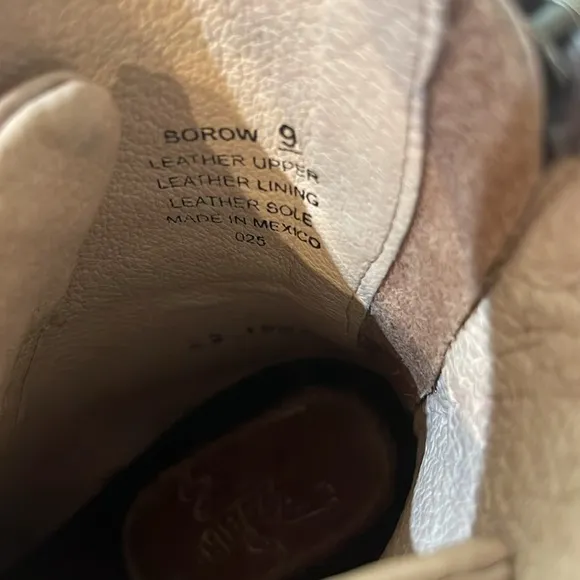 BOROW 9
LEATHER UPPER
LEATHER LINING
LEATHER SOLE
MADE IN MEXICO
025